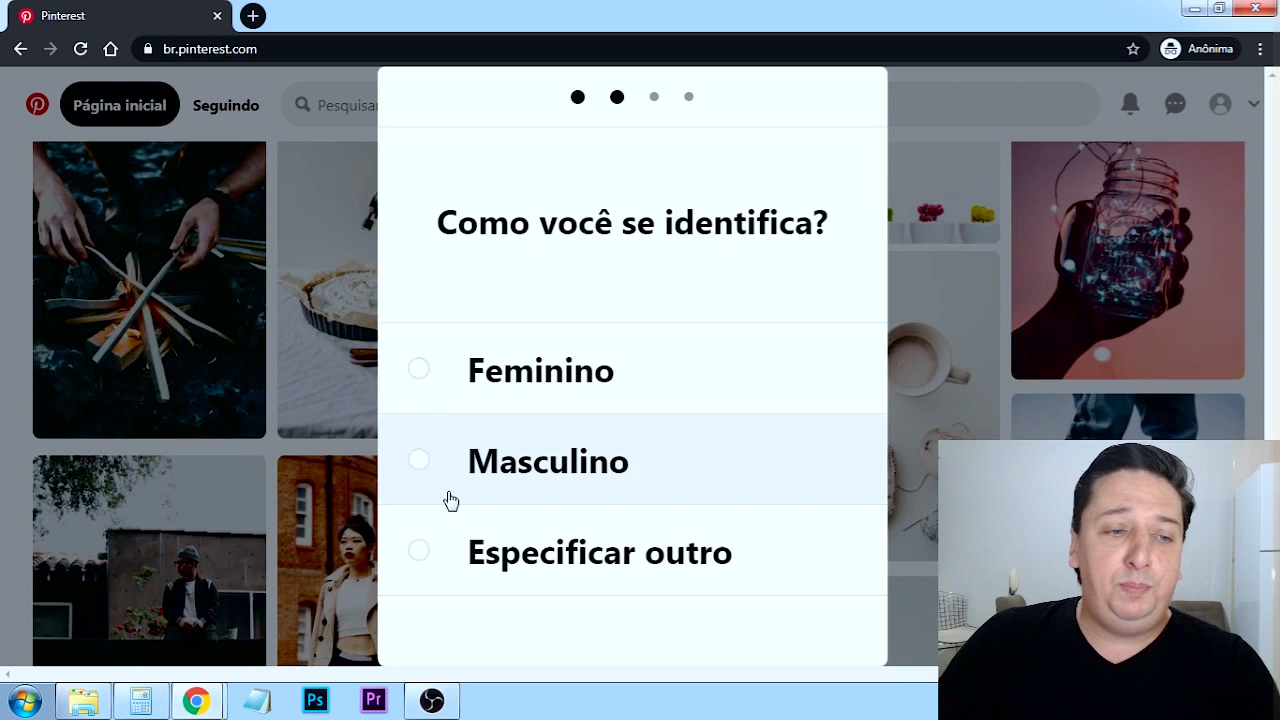 Pinterest
br.pinterest.com
Anônima
Página inicial
Seguindo
Pesquisar
Como você se identifica?
Feminino
Masculino
Especificar outro
Ps
Pr